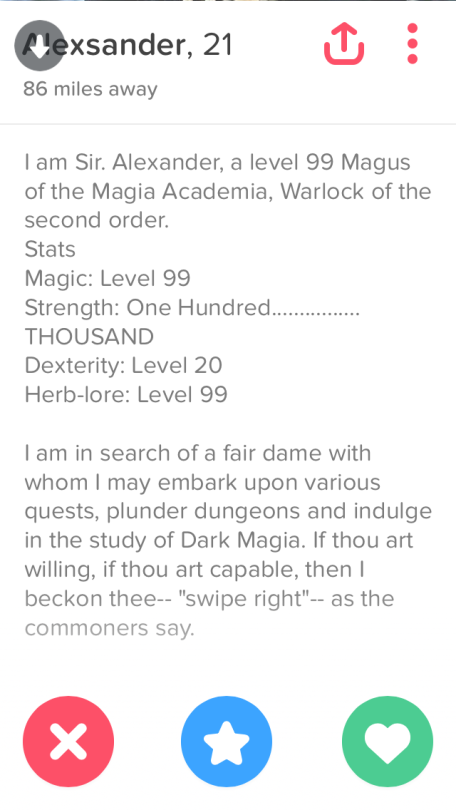 Alexsander, 21
86 miles away
I am Sir. Alexander, a level 99 Magus
of the Magia Academia, Warlock of the
second order.
Stats
Magic: Level 99
Strength: One Hundred................
THOUSAND
Dexterity: Level 20
Herb-lore: Level 99
I am in search of a fair dame with
whom I may embark upon various
quests, plunder dungeons and indulge
in the study of Dark Magia. If thou art
willing, if thou art capable, then I
beckon thee-- "swipe right"-- as the
commoners say.